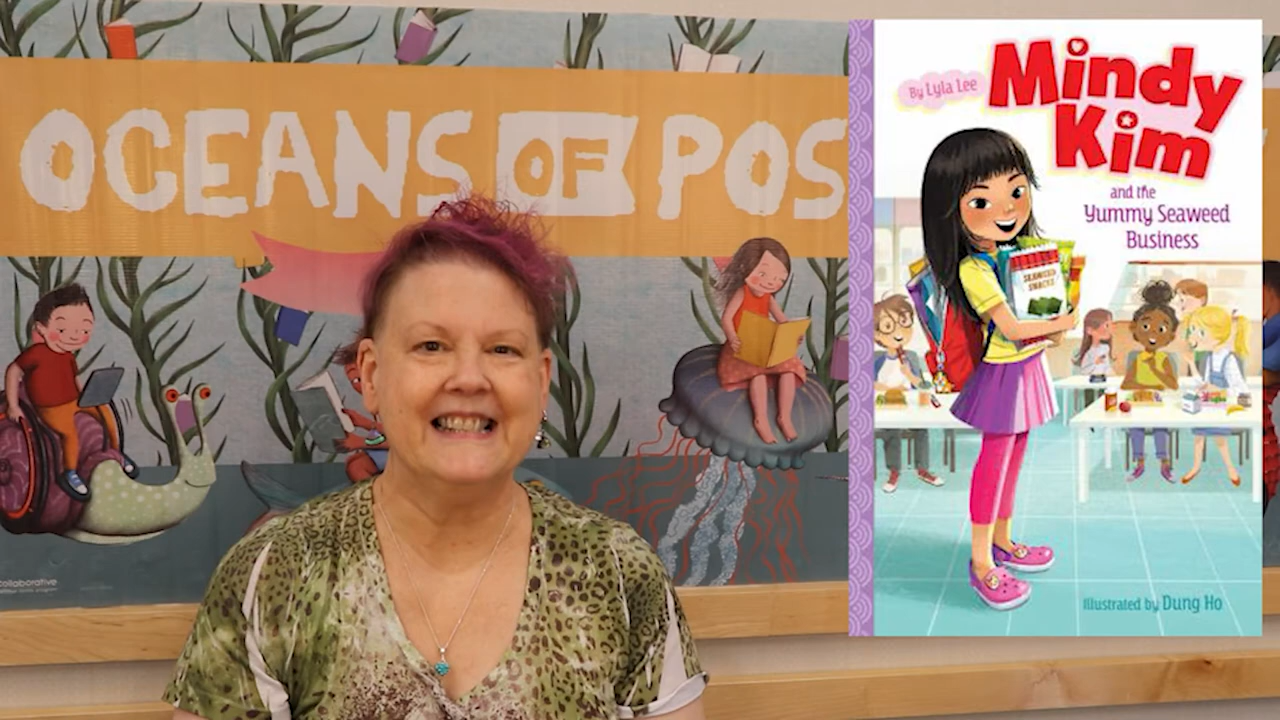 OCEANS OF POS
By Lyla Lee
Mindy
Kim
and the
Yummy Seaweed
Business
SEAWEED
SNACKS
Illustrated by Dung Ho
collaborative